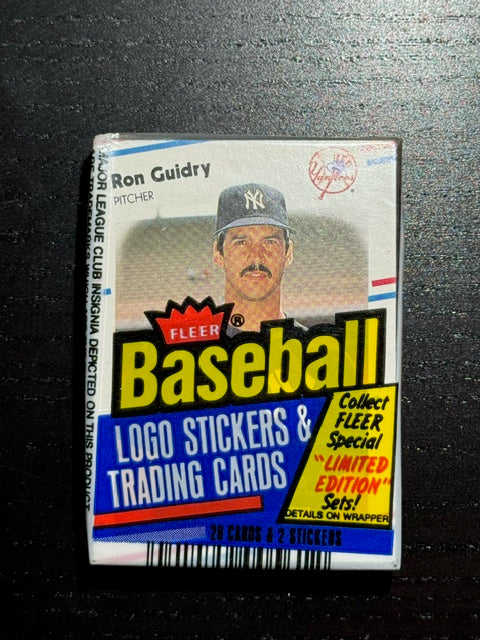 Ron Guidry
PITCHER
Yankees
MAJOR LEAGUE CLUB INSIGNIA DEPICTED ON THIS PRODUCT
NY
FLEER ®
Baseball
LOGO STICKERS &
TRADING CARDS
Collect
FLEER
Special
"LIMITED
EDITION"
Sets!
DETAILS ON WRAPPER
28 CARDS & 2 STICKERS